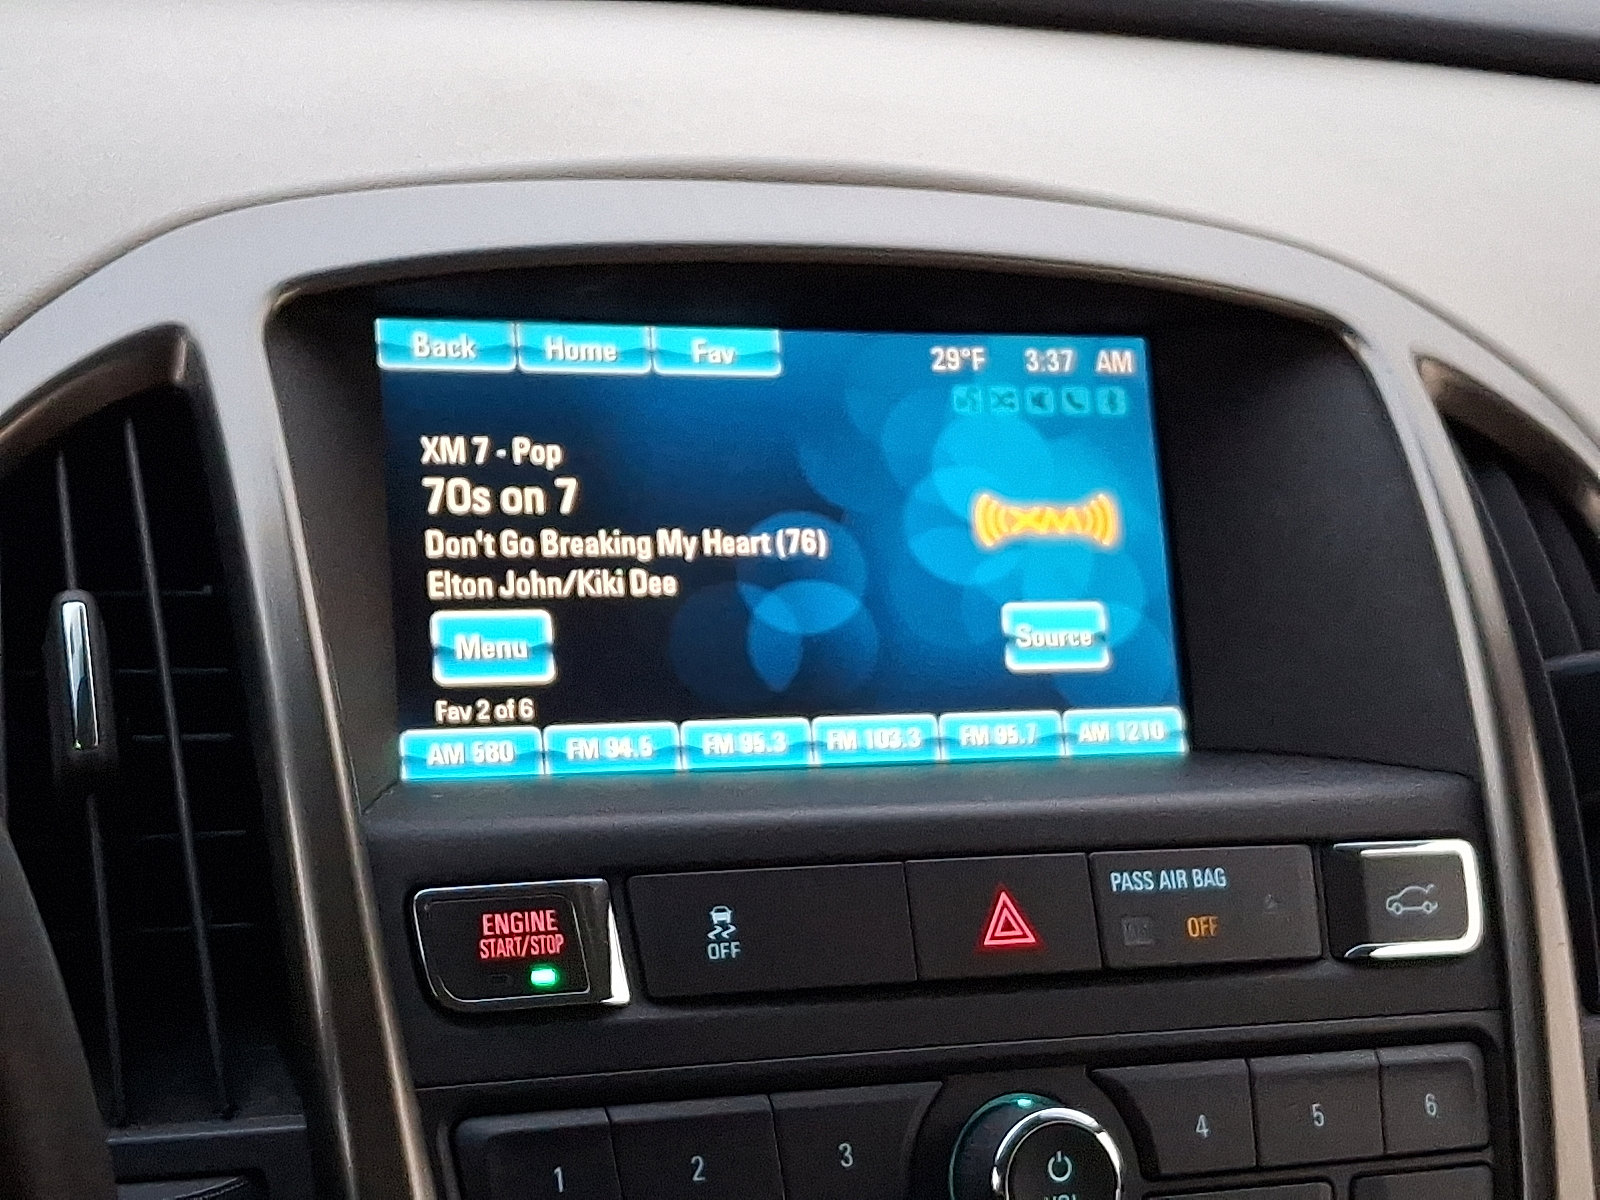 Back Home Fav 29°F 3:37 AM
XM 7 - Pop
70s on 7
Don't Go Breaking My Heart (76)
Elton John/Kiki Dee
XM
Menu Source
Fav 2 of 6
AM 580 FM 94.5 FM 95.3 FM 103.3 FM 95.7 AM 1210
ENGINE
START/STOP
OFF
PASS AIR BAG
OFF
1 2 3 4 5 6